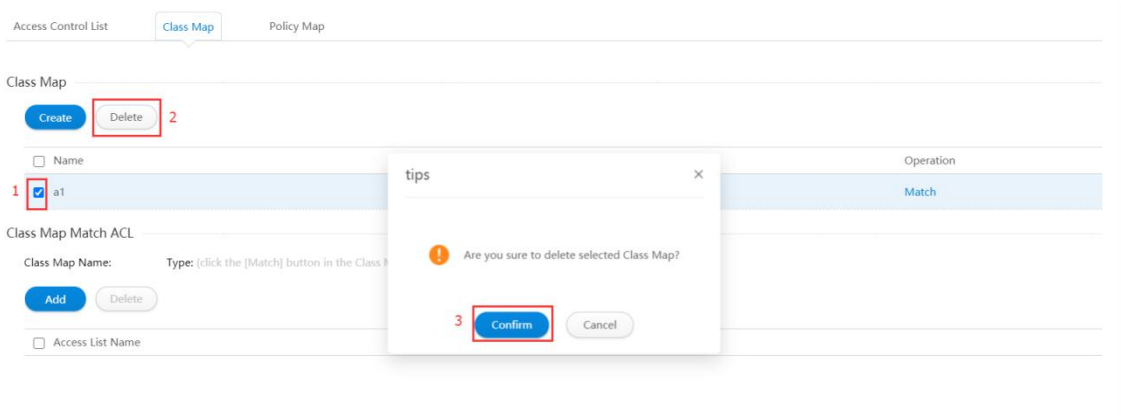 Access Control List Class Map Policy Map
Class Map
Create Delete 2
Name Operation
1 a1 Match
tips ×
Are you sure to delete selected Class Map?
3 Confirm Cancel
Class Map Match ACL
Class Map Name: Type: (click the [Match] button in the Class
Add Delete
Access List Name